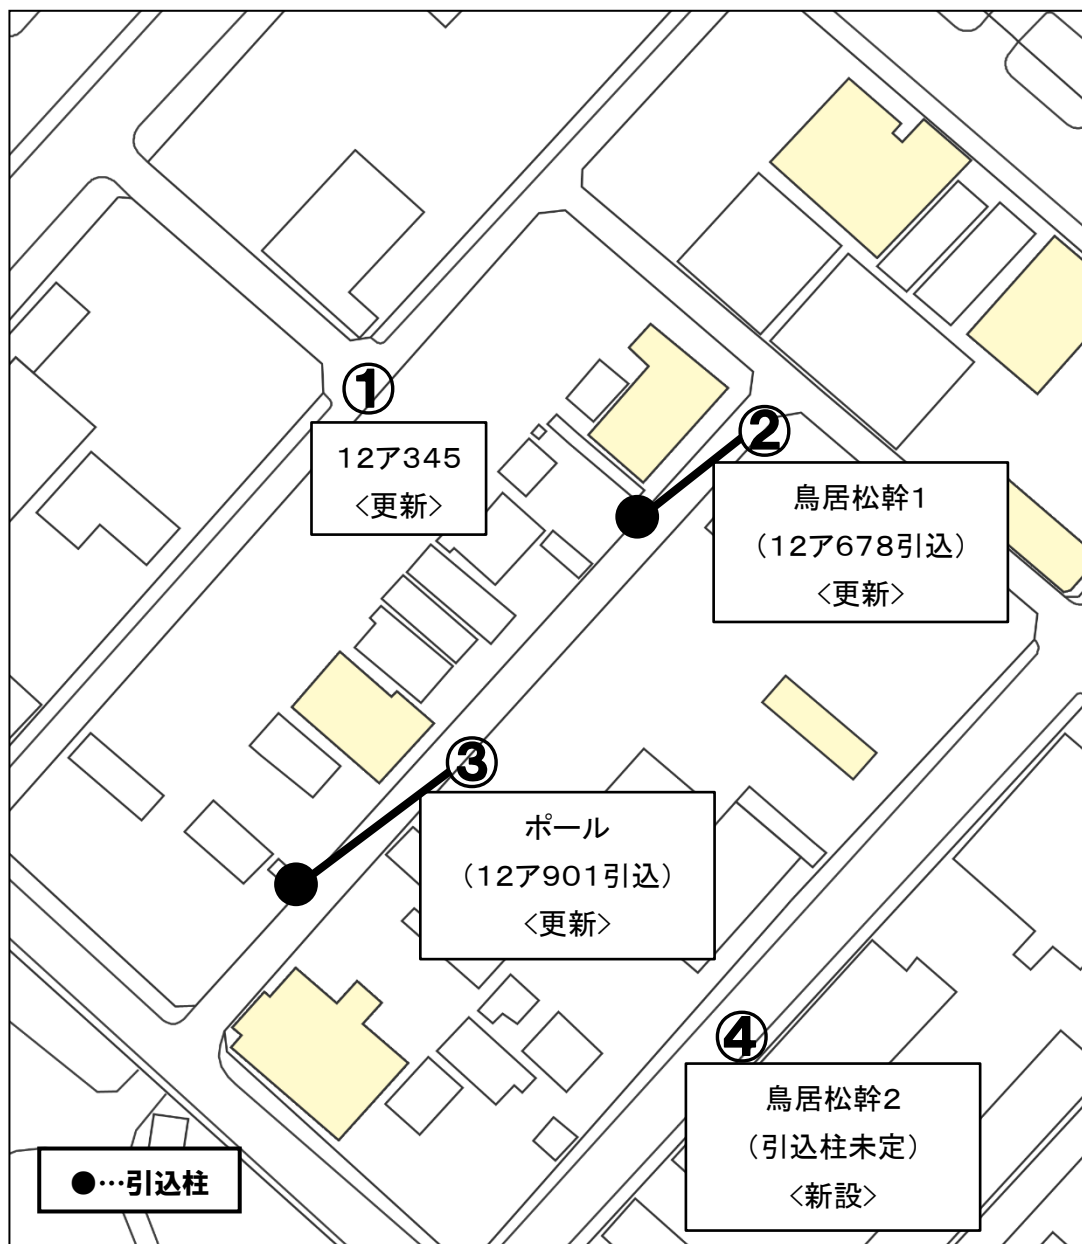 ①
12ア345
<更新>
②
鳥居松幹1
(12ア678引込)
<更新>
③
ポール
(12ア901引込)
<更新>
④
鳥居松幹2
(引込柱未定)
<新設>
●…引込柱